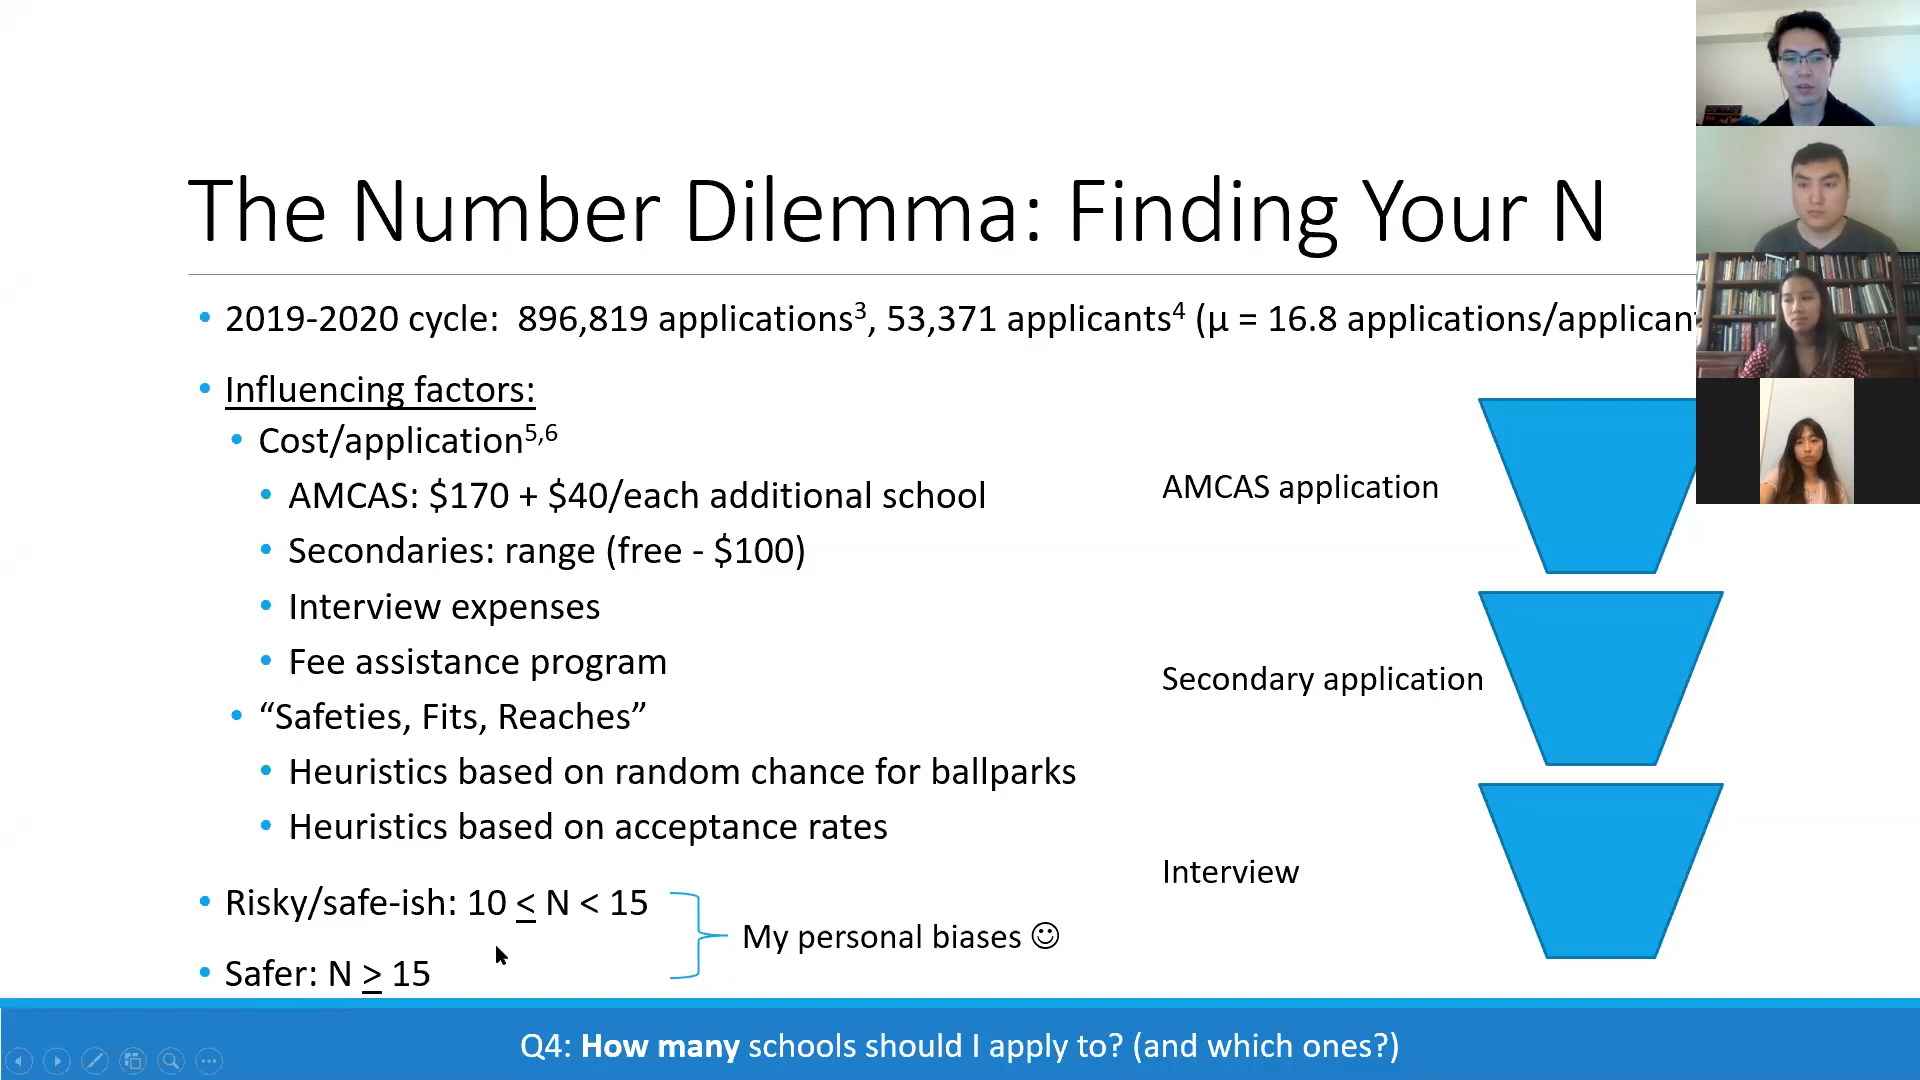 The Number Dilemma: Finding Your N
• 2019-2020 cycle:  896,819 applications³, 53,371 applicants⁴ (μ = 16.8 applications/applican
• Influencing factors:
• Cost/application⁵,⁶
• AMCAS: $170 + $40/each additional school
• Secondaries: range (free - $100)
• Interview expenses
• Fee assistance program
• “Safeties, Fits, Reaches”
• Heuristics based on random chance for ballparks
• Heuristics based on acceptance rates
• Risky/safe-ish: 10 ≤ N < 15
• Safer: N ≥ 15
My personal biases ☺
AMCAS application
Secondary application
Interview
Q4: How many schools should I apply to? (and which ones?)